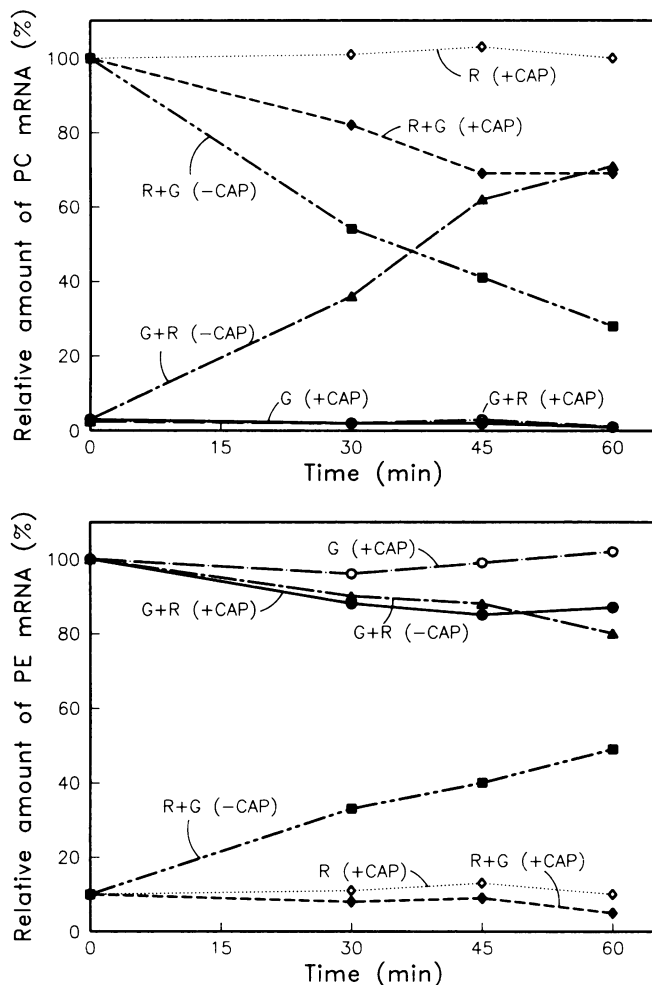 Relative amount of PC mRNA (%)
100
80
60
40
20
0
R (+CAP)
R+G (+CAP)
R+G (-CAP)
G+R (-CAP)
G (+CAP)
G+R (+CAP)
0 15 30 45 60
Time (min)
Relative amount of PE mRNA (%)
100
80
60
40
20
0
G (+CAP)
G+R (+CAP)
G+R (-CAP)
R+G (-CAP)
R (+CAP)
R+G (+CAP)
0 15 30 45 60
Time (min)